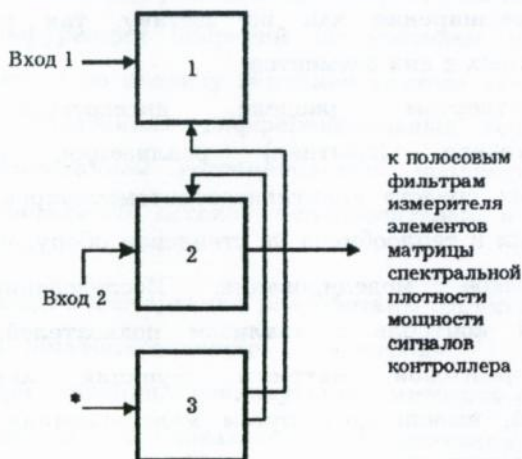 Вход 1
1
к полосовым
фильтрам
измерителя
элементов
матрицы
спектральной
плотности
мощности
сигналов
контроллера
2
Вход 2
*
3